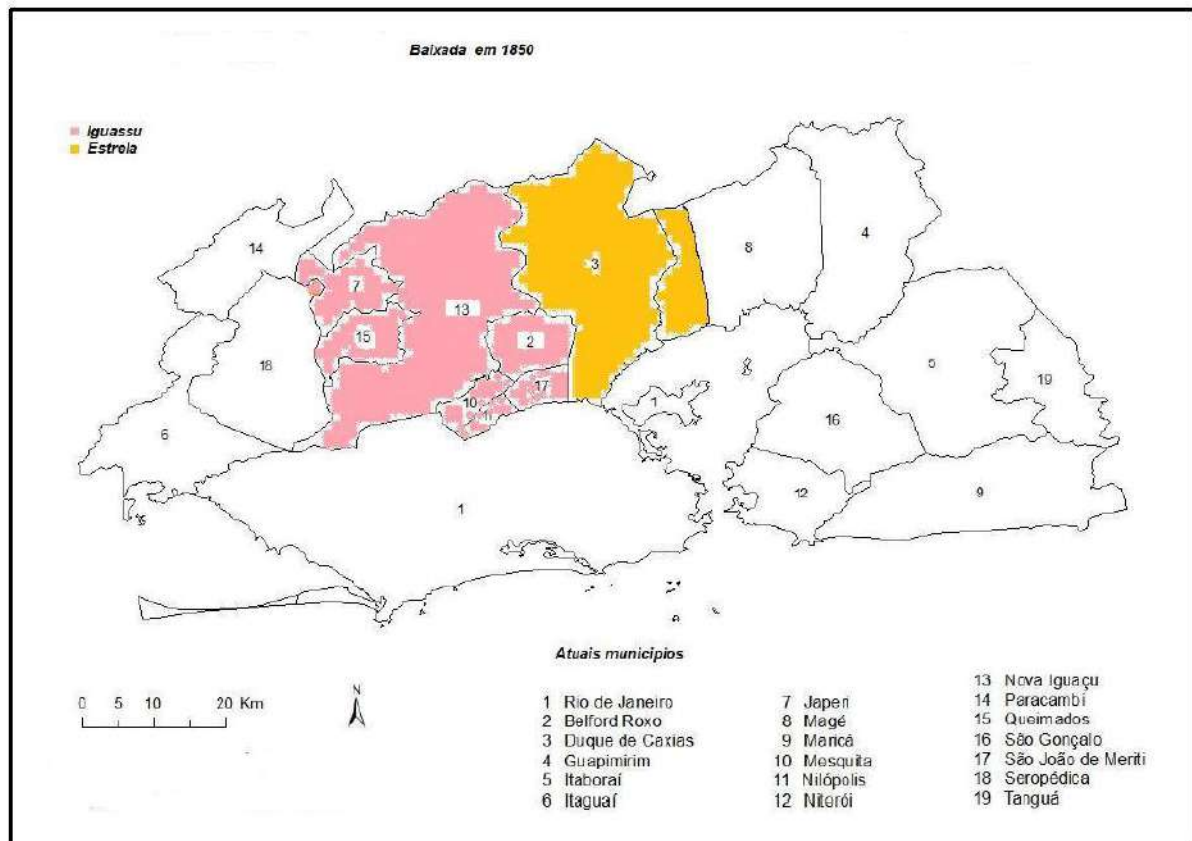 Baixada em 1850
Iguassu
Estrela
14
8
4
3
7
13
15
2
18
5
17
19
10
1
11
16
6
12
9
1
Atuais municipios
0 5 10 20 Km
N
1 Rio de Janeiro
2 Belford Roxo
3 Duque de Caxias
4 Guapimirim
5 Itaboraí
6 Itaguaí
7 Japeri
8 Magé
9 Maricá
10 Mesquita
11 Nilópolis
12 Niterói
13 Nova Iguaçu
14 Paracambí
15 Queimados
16 São Gonçalo
17 São João de Meriti
18 Seropédica
19 Tanguá